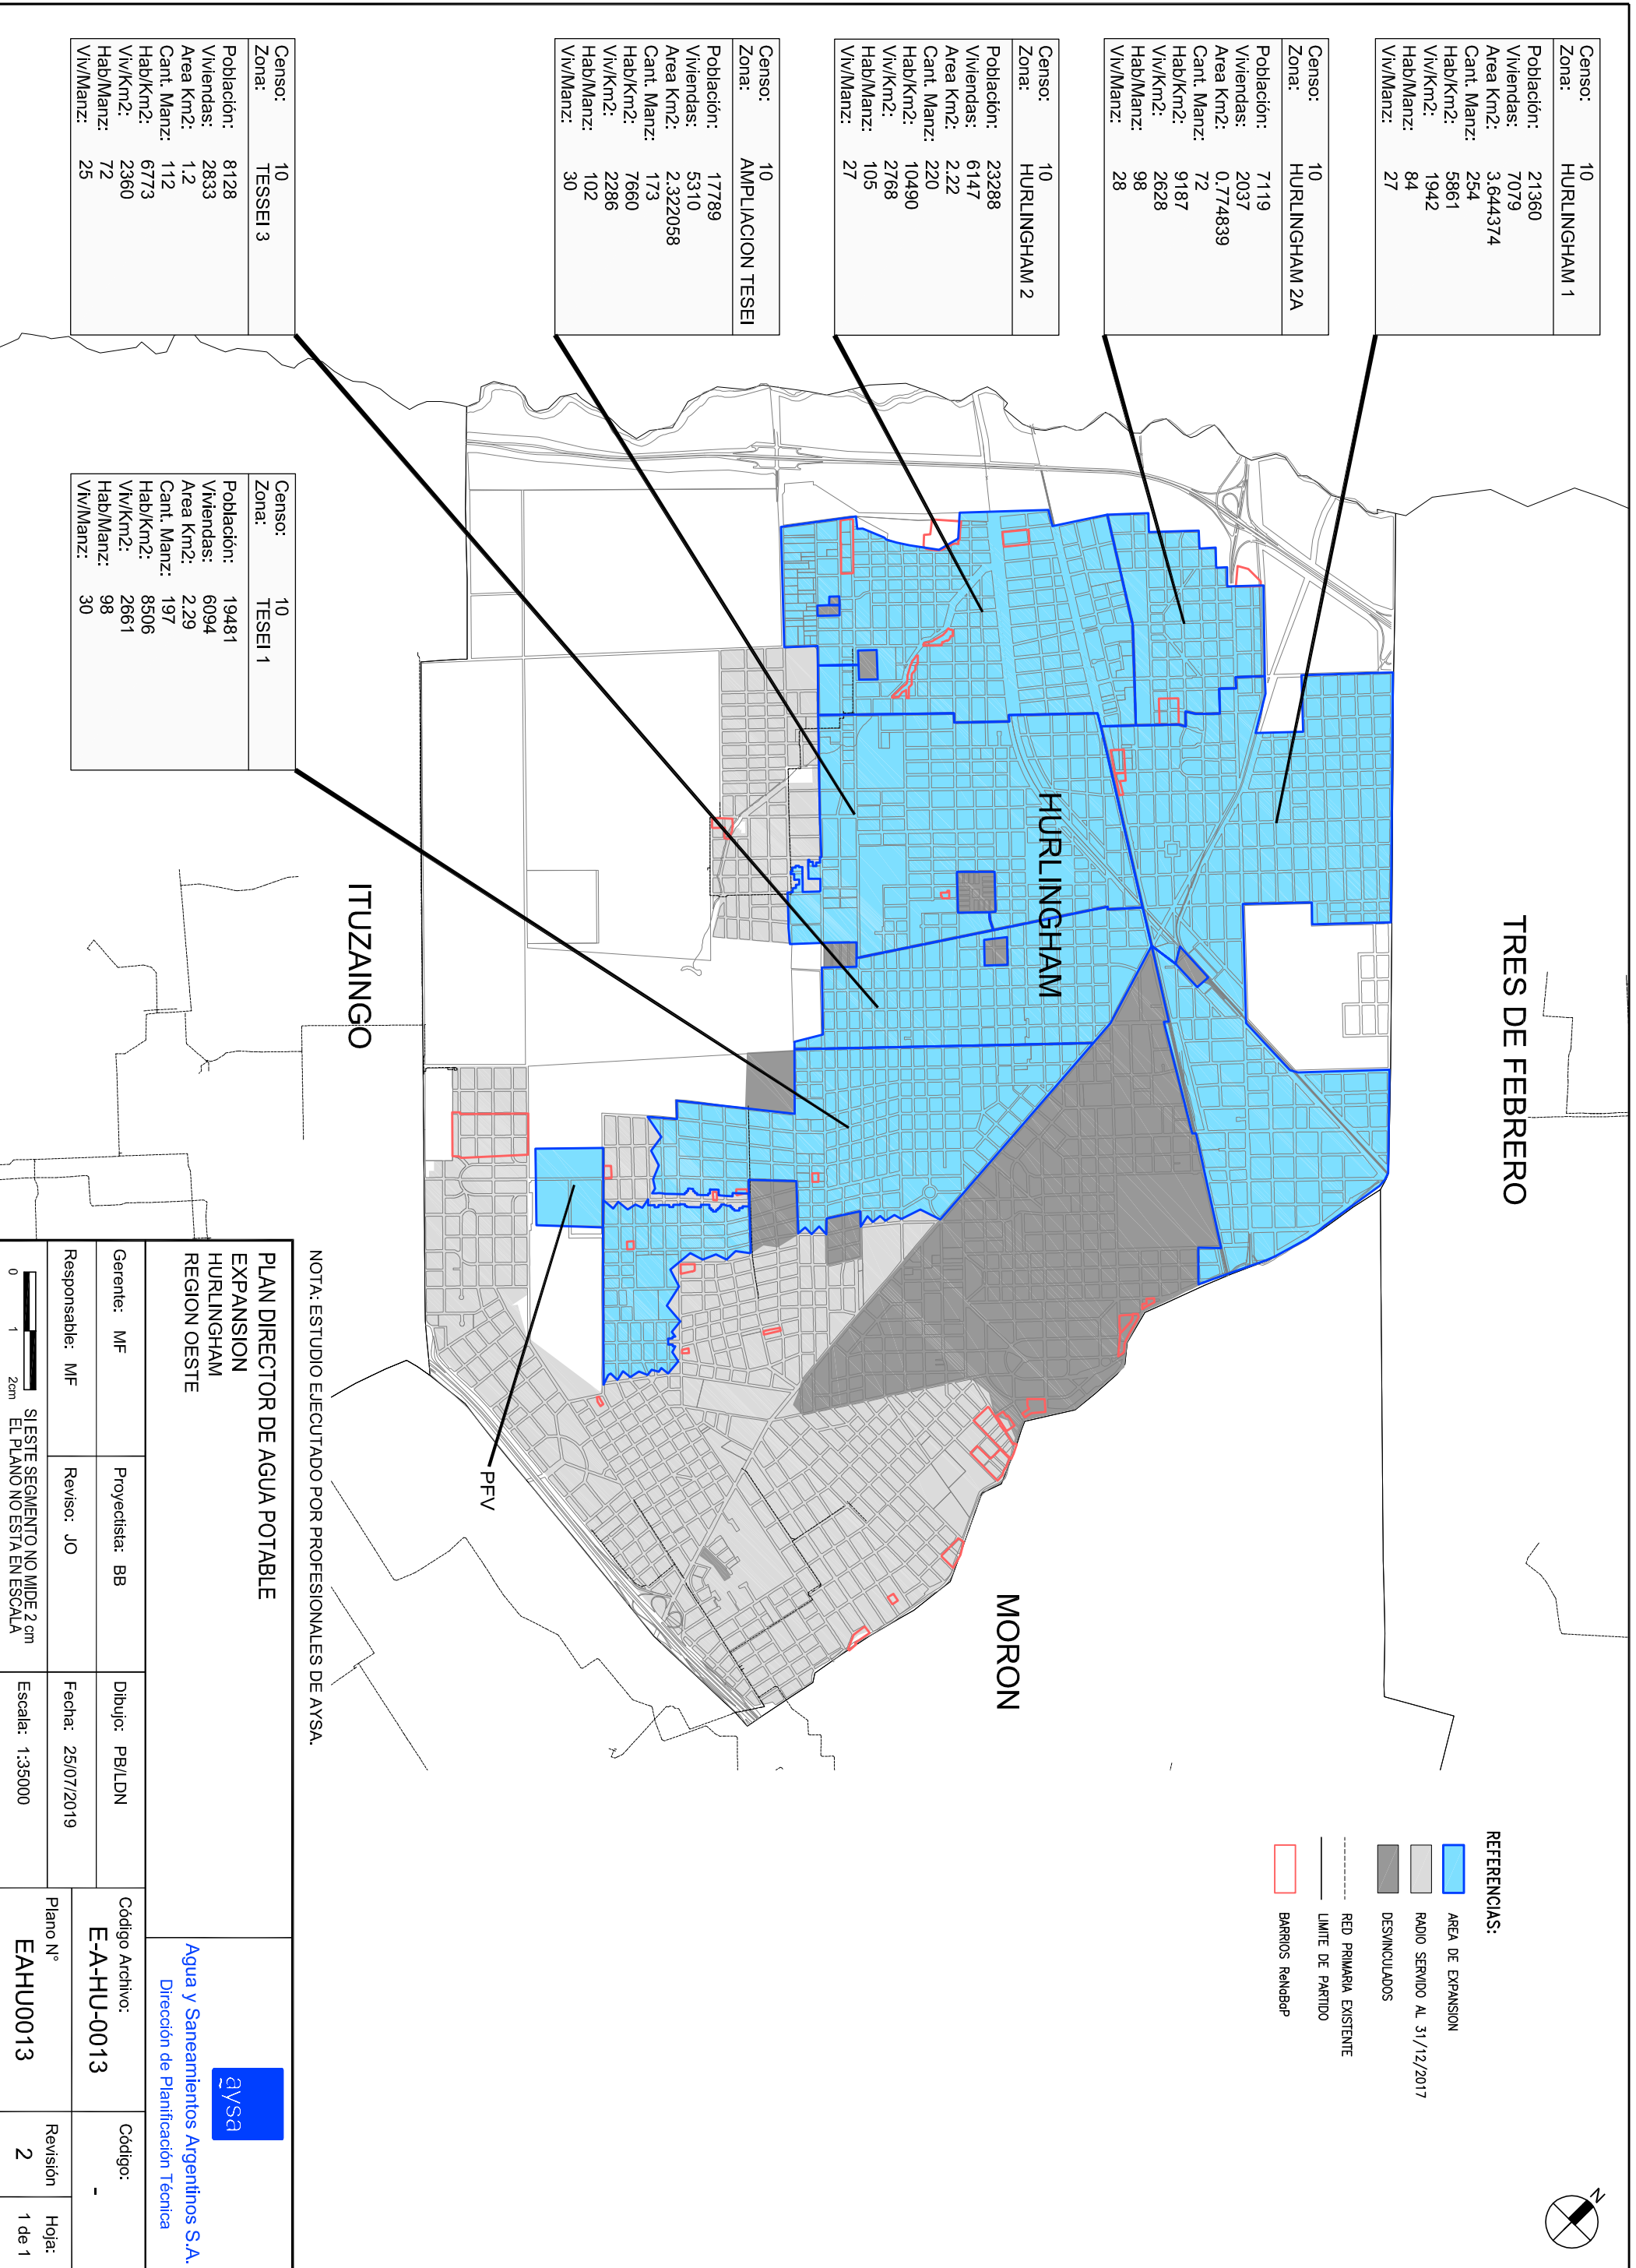 Censo: 10
Zona: HURLINGHAM 1
Población: 21360
Viviendas: 7079
Area Km2: 3.644374
Cant. Manz: 254
Hab/Km2: 5861
Viv/Km2: 1942
Hab/Manz: 84
Viv/Manz: 27
Censo: 10
Zona: HURLINGHAM 2A
Población: 7119
Viviendas: 2037
Area Km2: 0.774839
Cant. Manz: 72
Hab/Km2: 9187
Viv/Km2: 2628
Hab/Manz: 98
Viv/Manz: 28
Censo: 10
Zona: HURLINGHAM 2
Población: 23288
Viviendas: 6147
Area Km2: 2.22
Cant. Manz: 220
Hab/Km2: 10490
Viv/Km2: 2768
Hab/Manz: 105
Viv/Manz: 27
Censo: 10
Zona: AMPLIACION TESEI
Población: 17789
Viviendas: 5310
Area Km2: 2.322058
Cant. Manz: 173
Hab/Km2: 7660
Viv/Km2: 2286
Hab/Manz: 102
Viv/Manz: 30
Censo: 10
Zona: TESSEI 3
Población: 8128
Viviendas: 2833
Area Km2: 1.2
Cant. Manz: 112
Hab/Km2: 6773
Viv/Km2: 2360
Hab/Manz: 72
Viv/Manz: 25
Censo: 10
Zona: TESEI 1
Población: 19481
Viviendas: 6094
Area Km2: 2.29
Cant. Manz: 197
Hab/Km2: 8506
Viv/Km2: 2661
Hab/Manz: 98
Viv/Manz: 30
TRES DE FEBRERO
HURLINGHAM
ITUZAINGO
MORON
PFV
N
REFERENCIAS:
AREA DE EXPANSION
RADIO SERVIDO AL 31/12/2017
DESVINCULADOS
RED PRIMARIA EXISTENTE
LIMITE DE PARTIDO
BARRIOS ReNaBaP
NOTA: ESTUDIO EJECUTADO POR PROFESIONALES DE AYSA.
PLAN DIRECTOR DE AGUA POTABLE
EXPANSION
HURLINGHAM
REGION OESTE
aysa
Agua y Saneamientos Argentinos S.A.
Dirección de Planificación Técnica
Gerente: MF
Proyectista: BB
Dibujo: PB/LDN
Código Archivo:
E-A-HU-0013
Código:
-
Responsable: MF
Reviso: JO
Fecha: 25/07/2019
Plano N°
EAHU0013
Revisión
2
Hoja:
1 de 1
0 1 2cm
SI ESTE SEGMENTO NO MIDE 2 cm
EL PLANO NO ESTA EN ESCALA
Escala: 1:35000